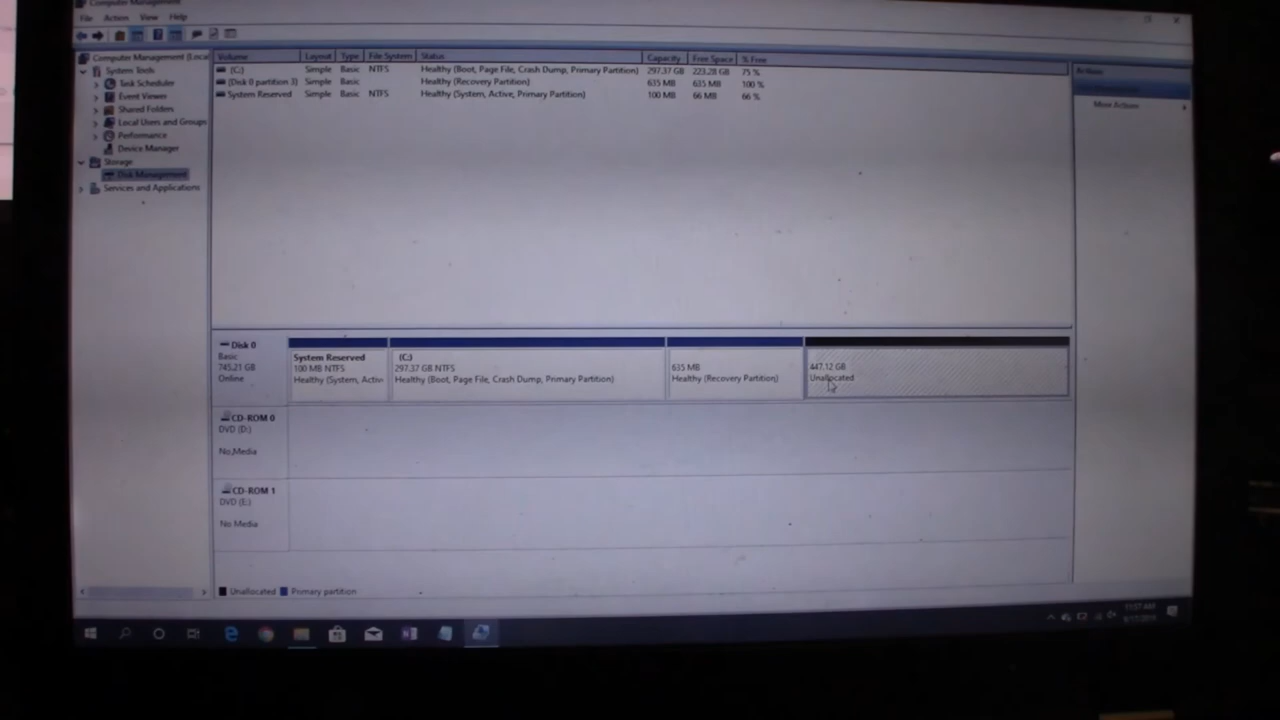 Computer Management
File Action View Help
Computer Management (Local
System Tools
Task Scheduler
Event Viewer
Shared Folders
Local Users and Groups
Performance
Device Manager
Storage
Disk Management
Services and Applications
Volume Layout Type File System Status Capacity Free Space % Free
(C:) Simple Basic NTFS Healthy (Boot, Page File, Crash Dump, Primary Partition) 297.37 GB 223.28 GB 75 %
(Disk 0 partition 3) Simple Basic Healthy (Recovery Partition) 635 MB 635 MB 100 %
System Reserved Simple Basic NTFS Healthy (System, Active, Primary Partition) 100 MB 66 MB 66 %
Actions
More Actions
Disk 0
Basic
745.21 GB
Online
System Reserved
100 MB NTFS
Healthy (System, Activ
(C:)
297.37 GB NTFS
Healthy (Boot, Page File, Crash Dump, Primary Partition)
635 MB
Healthy (Recovery Partition)
447.12 GB
Unallocated
CD-ROM 0
DVD (D:)
No Media
CD-ROM 1
DVD (E:)
No Media
Unallocated Primary partition
11:57 AM